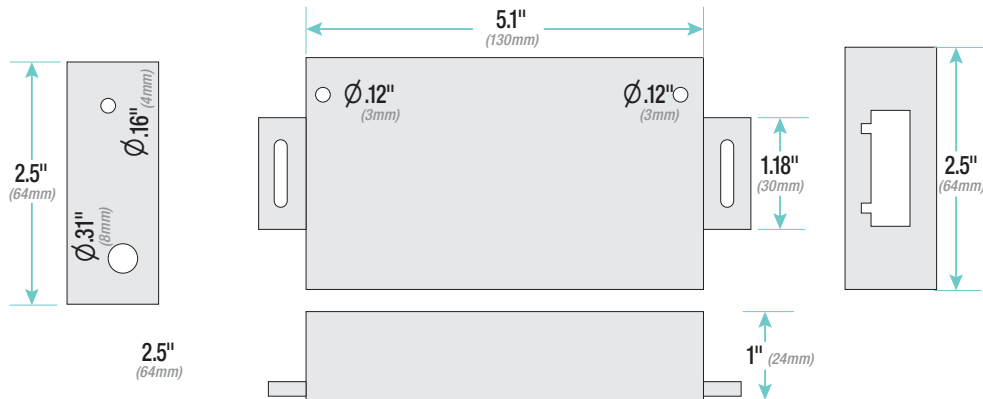 5.1"
(130mm)
Ø.12"
(3mm)
Ø.12"
(3mm)
Ø.16"
(4mm)
2.5"
(64mm)
Ø.31"
(8mm)
1.18"
(30mm)
2.5"
(64mm)
2.5"
(64mm)
1" (24mm)